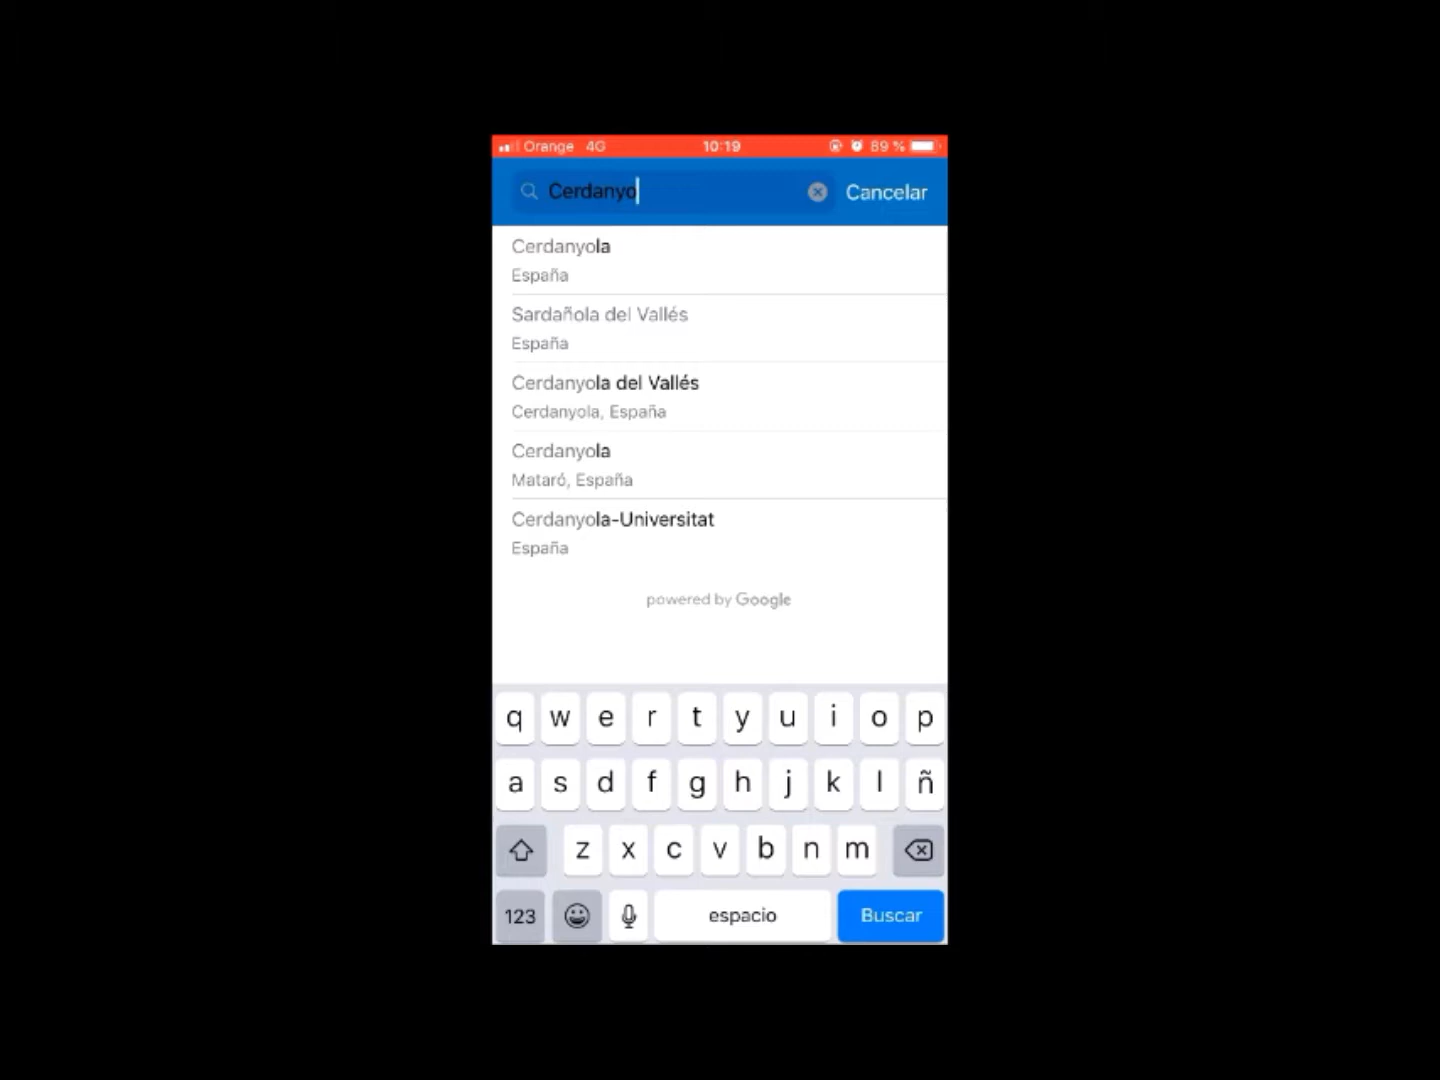 Orange 4G 10:19 89 %
Cerdanyo Cancelar
Cerdanyola
España
Sardañola del Vallés
España
Cerdanyola del Vallés
Cerdanyola, España
Cerdanyola
Mataró, España
Cerdanyola-Universitat
España
powered by Google
q w e r t y u i o p
a s d f g h j k l ñ
z x c v b n m
123 espacio Buscar